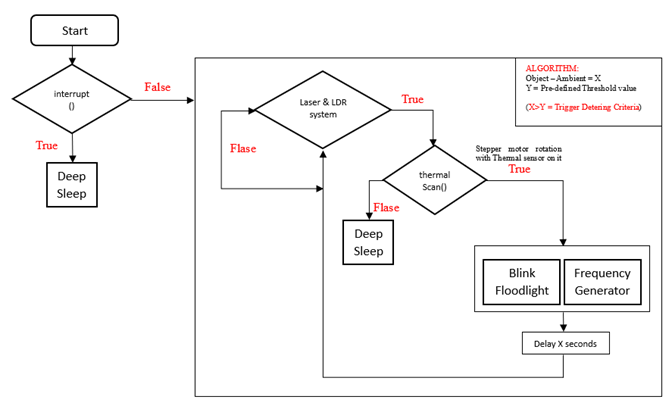 Start
interrupt
()
False
True
Deep
Sleep
ALGORITHM:
Object – Ambient = X
Y = Pre-defined Threshold value
(X>Y = Trigger Detering Criteria)
Laser & LDR
system
True
Flase
Stepper motor rotation
with Thermal sensor on it
True
thermal
Scan()
Flase
Deep
Sleep
Blink
Floodlight
Frequency
Generator
Delay X seconds